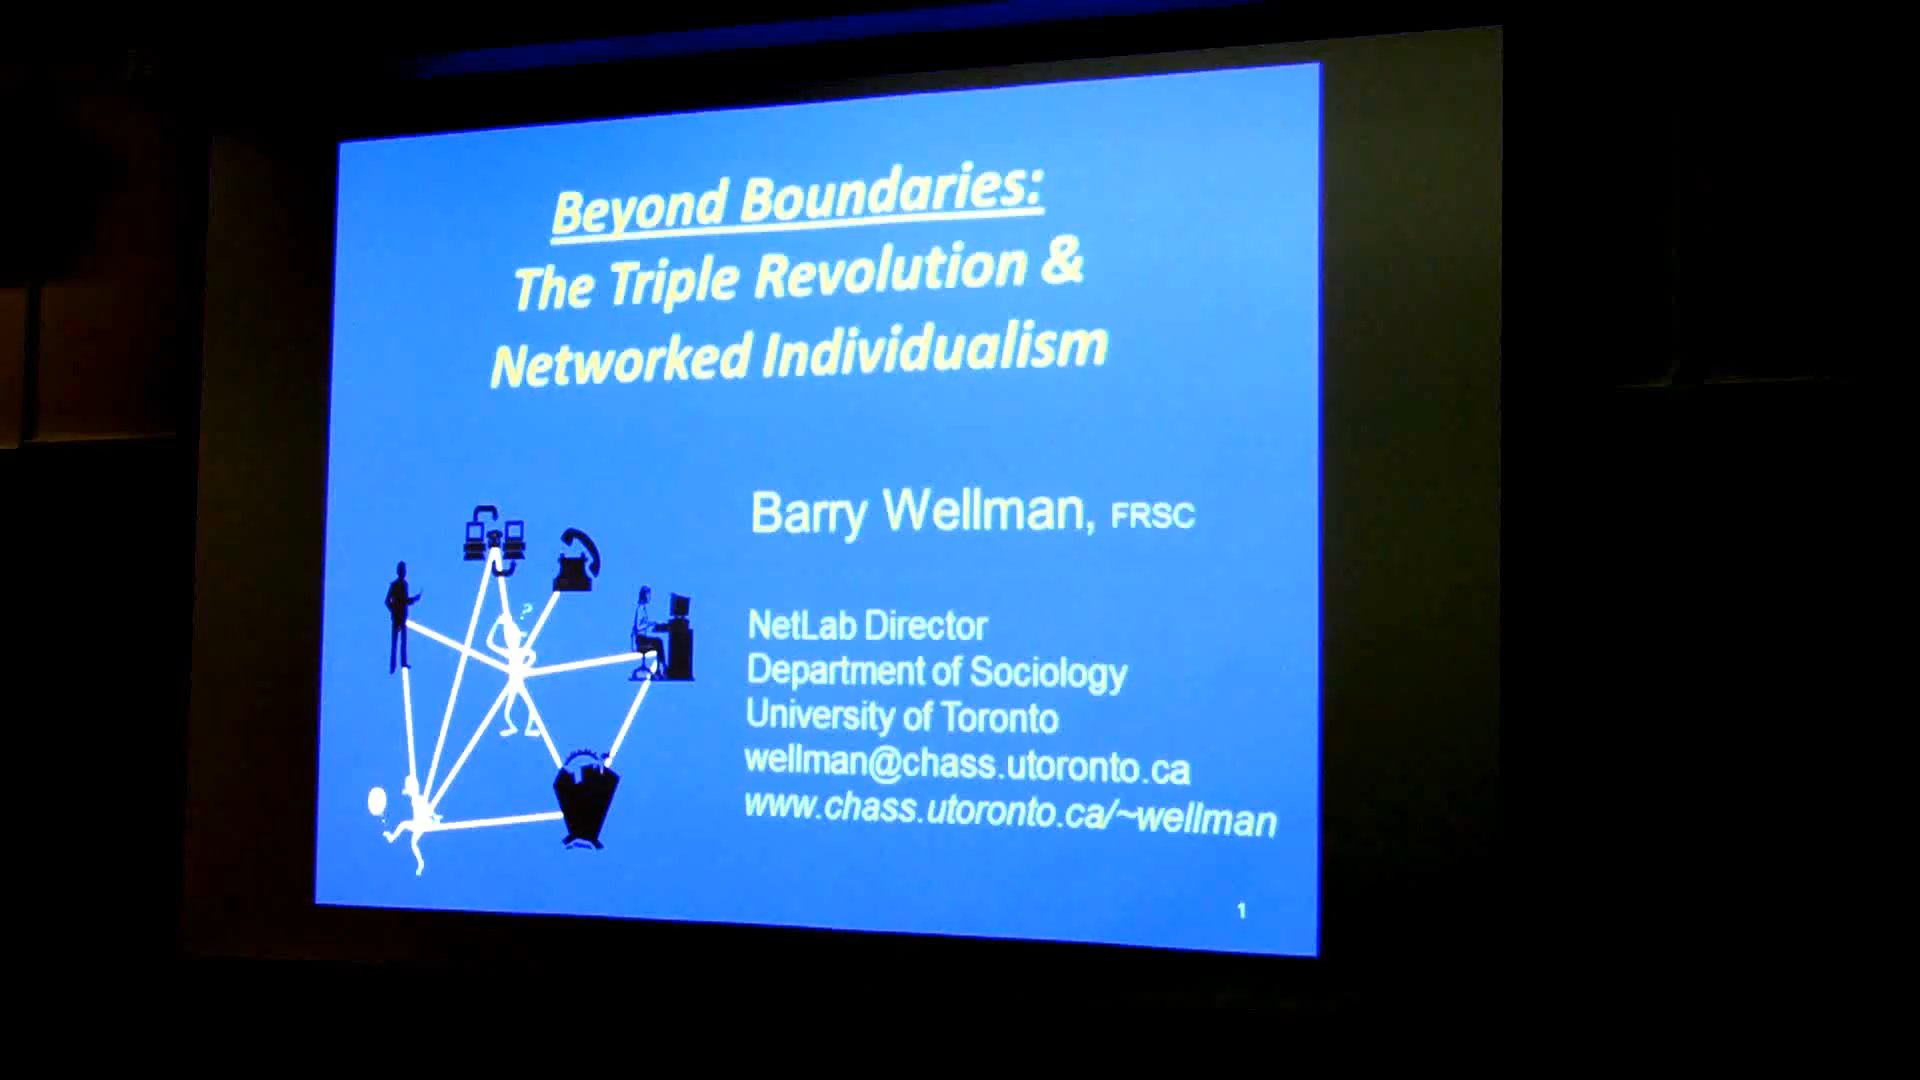 Beyond Boundaries:
The Triple Revolution &
Networked Individualism
Barry Wellman, FRSC
NetLab Director
Department of Sociology
University of Toronto
wellman@chass.utoronto.ca
www.chass.utoronto.ca/~wellman
?
1